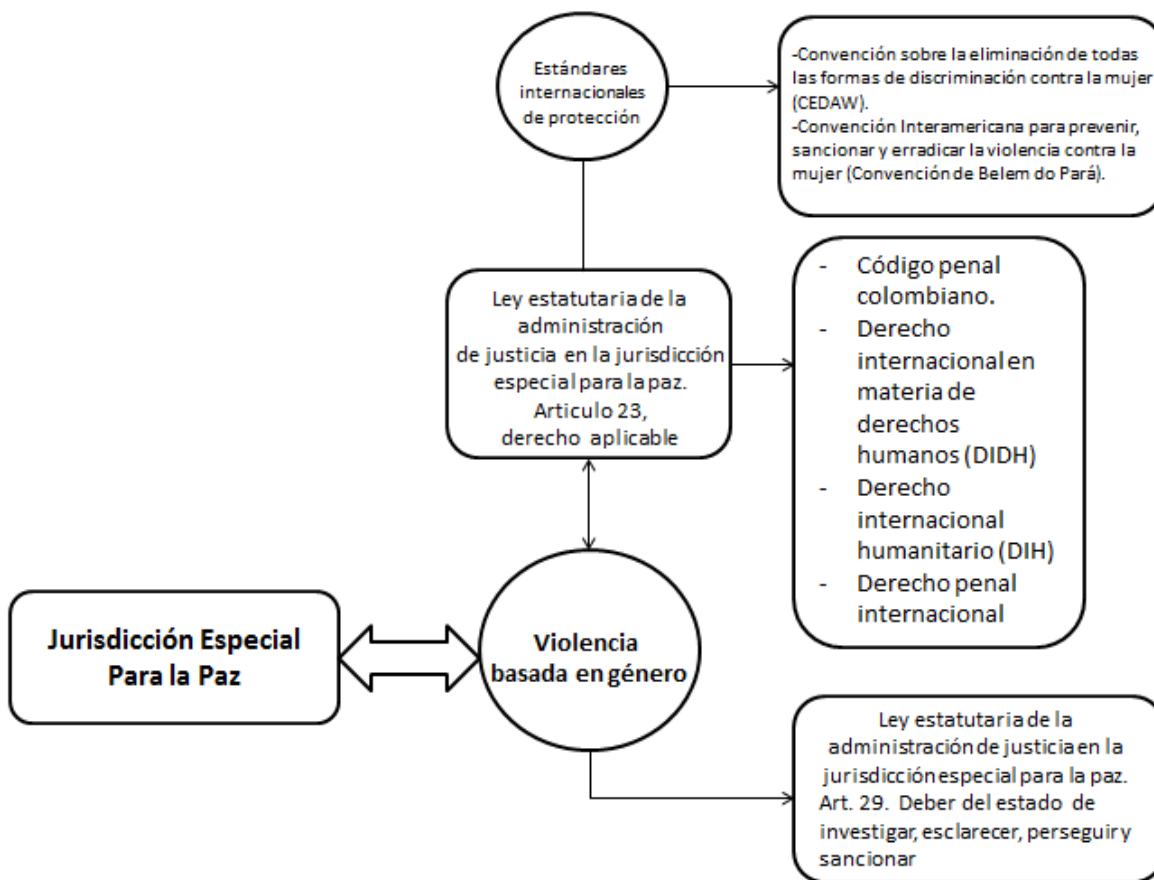 Estándares
internacionales
de protección
-Convención sobre la eliminación de todas
las formas de discriminación contra la mujer
(CEDAW).
-Convención Interamericana para prevenir,
sancionar y erradicar la violencia contra la
mujer (Convención de Belem do Pará).
Ley estatutaria de la
administración
de justicia en la jurisdicción
especial para la paz.
Articulo 23,
derecho aplicable
- Código penal
colombiano.
- Derecho
internacional en
materia de
derechos
humanos (DIDH)
- Derecho
internacional
humanitario (DIH)
- Derecho penal
internacional
Jurisdicción Especial
Para la Paz
Violencia
basada en género
Ley estatutaria de la
administración de justicia en la
jurisdicción especial para la paz.
Art. 29. Deber del estado de
investigar, esclarecer, perseguir y
sancionar